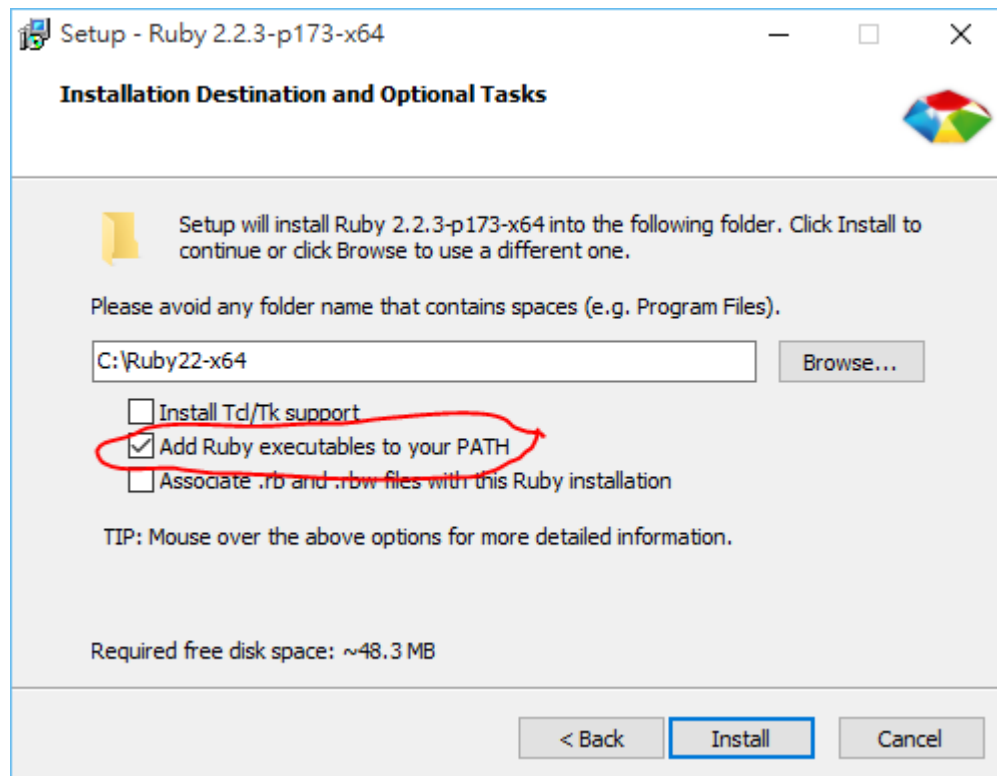 Setup - Ruby 2.2.3-p173-x64
Installation Destination and Optional Tasks
Setup will install Ruby 2.2.3-p173-x64 into the following folder. Click Install to
continue or click Browse to use a different one.
Please avoid any folder name that contains spaces (e.g. Program Files).
C:\Ruby22-x64
Browse...
Install Tcl/Tk support
Add Ruby executables to your PATH
Associate .rb and .rbw files with this Ruby installation
TIP: Mouse over the above options for more detailed information.
Required free disk space: ~48.3 MB
< Back
Install
Cancel